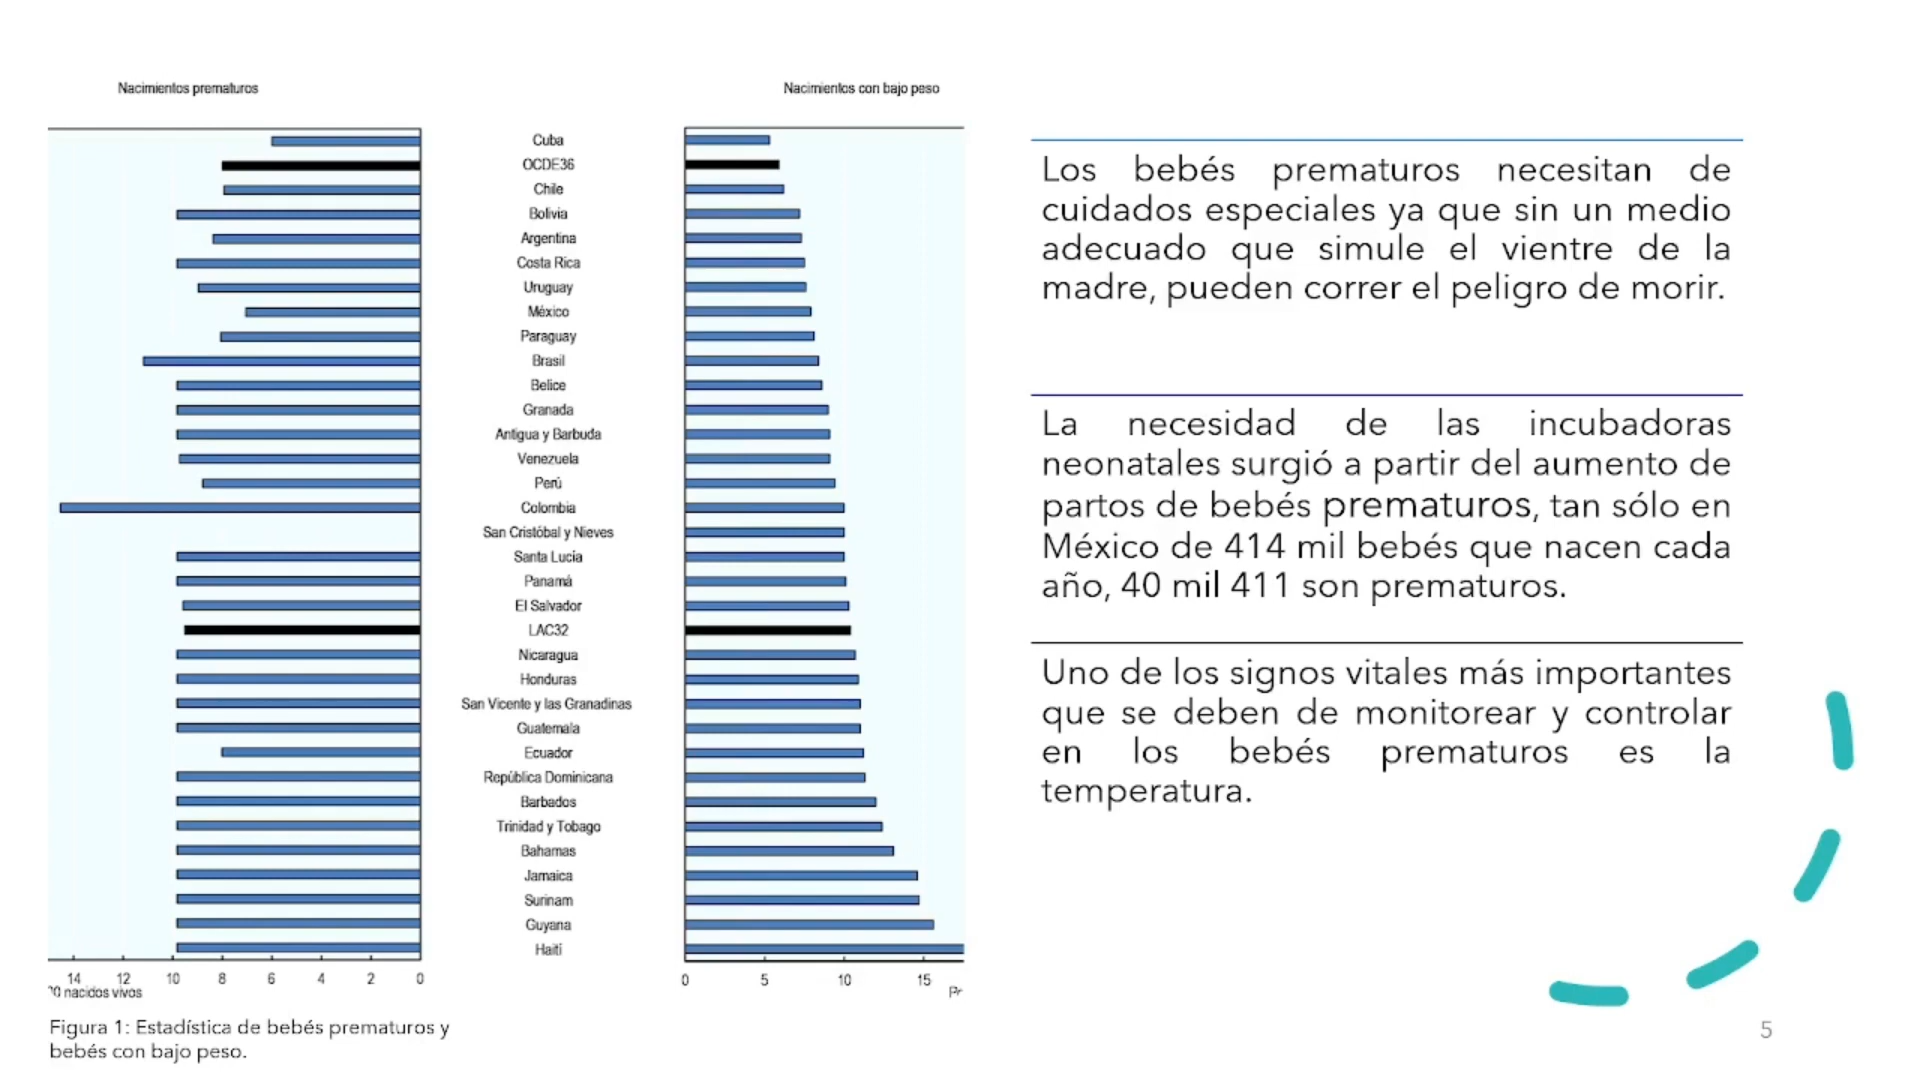 Nacimientos prematuros
Nacimientos con bajo peso
Cuba
OCDE36
Chile
Bolivia
Argentina
Costa Rica
Uruguay
México
Paraguay
Brasil
Belice
Granada
Antigua y Barbuda
Venezuela
Perú
Colombia
San Cristóbal y Nieves
Santa Lucia
Panamá
El Salvador
LAC32
Nicaragua
Honduras
San Vicente y las Granadinas
Guatemala
Ecuador
República Dominicana
Barbados
Trinidad y Tobago
Bahamas
Jamaica
Surinam
Guyana
Haití
14 12 10 8 6 4 2 0
nacidos vivos
0 5 10 15
Figura 1: Estadística de bebés prematuros y
bebés con bajo peso.
Los bebés prematuros necesitan de
cuidados especiales ya que sin un medio
adecuado que simule el vientre de la
madre, pueden correr el peligro de morir.
La necesidad de las incubadoras
neonatales surgió a partir del aumento de
partos de bebés prematuros, tan sólo en
México de 414 mil bebés que nacen cada
año, 40 mil 411 son prematuros.
Uno de los signos vitales más importantes
que se deben de monitorear y controlar
en los bebés prematuros es la
temperatura.
5